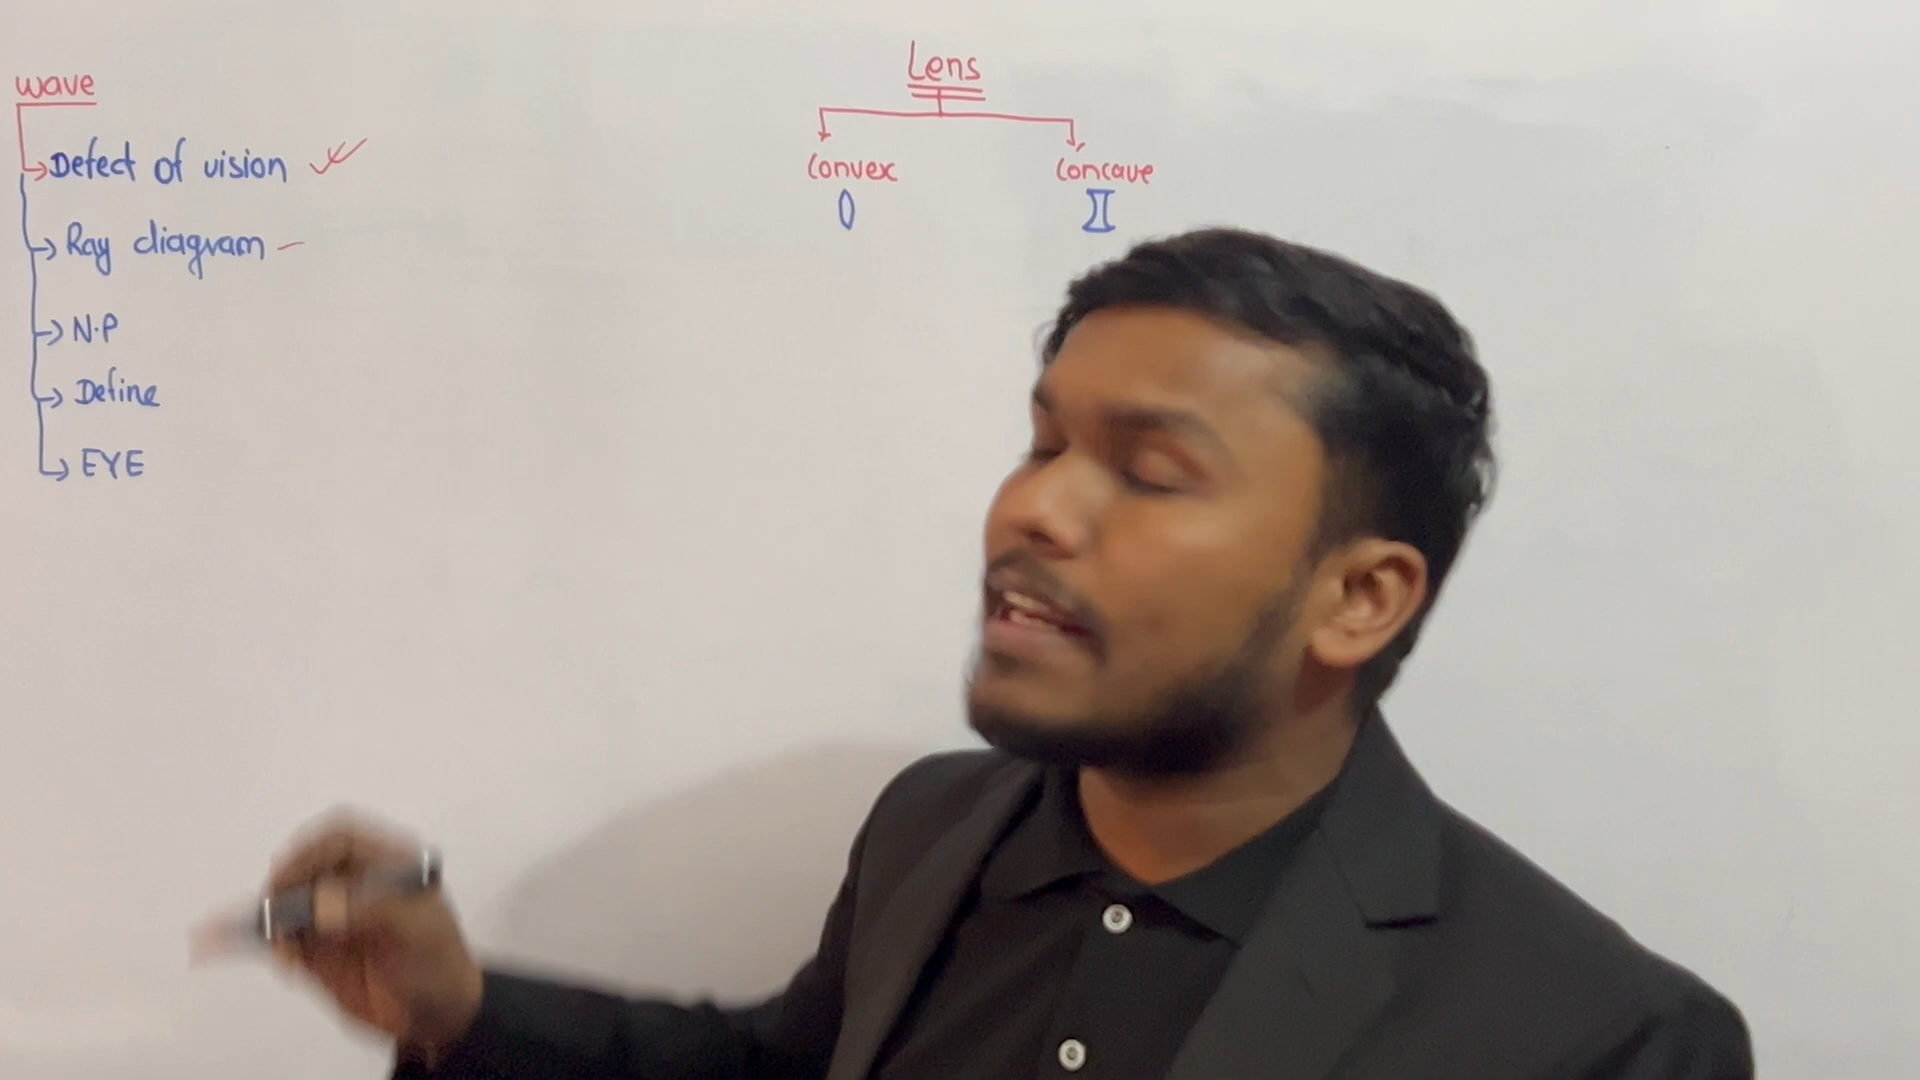 wave
Defect of vision
Ray diagram
N.P
Define
EYE
Lens
Convex
Concave